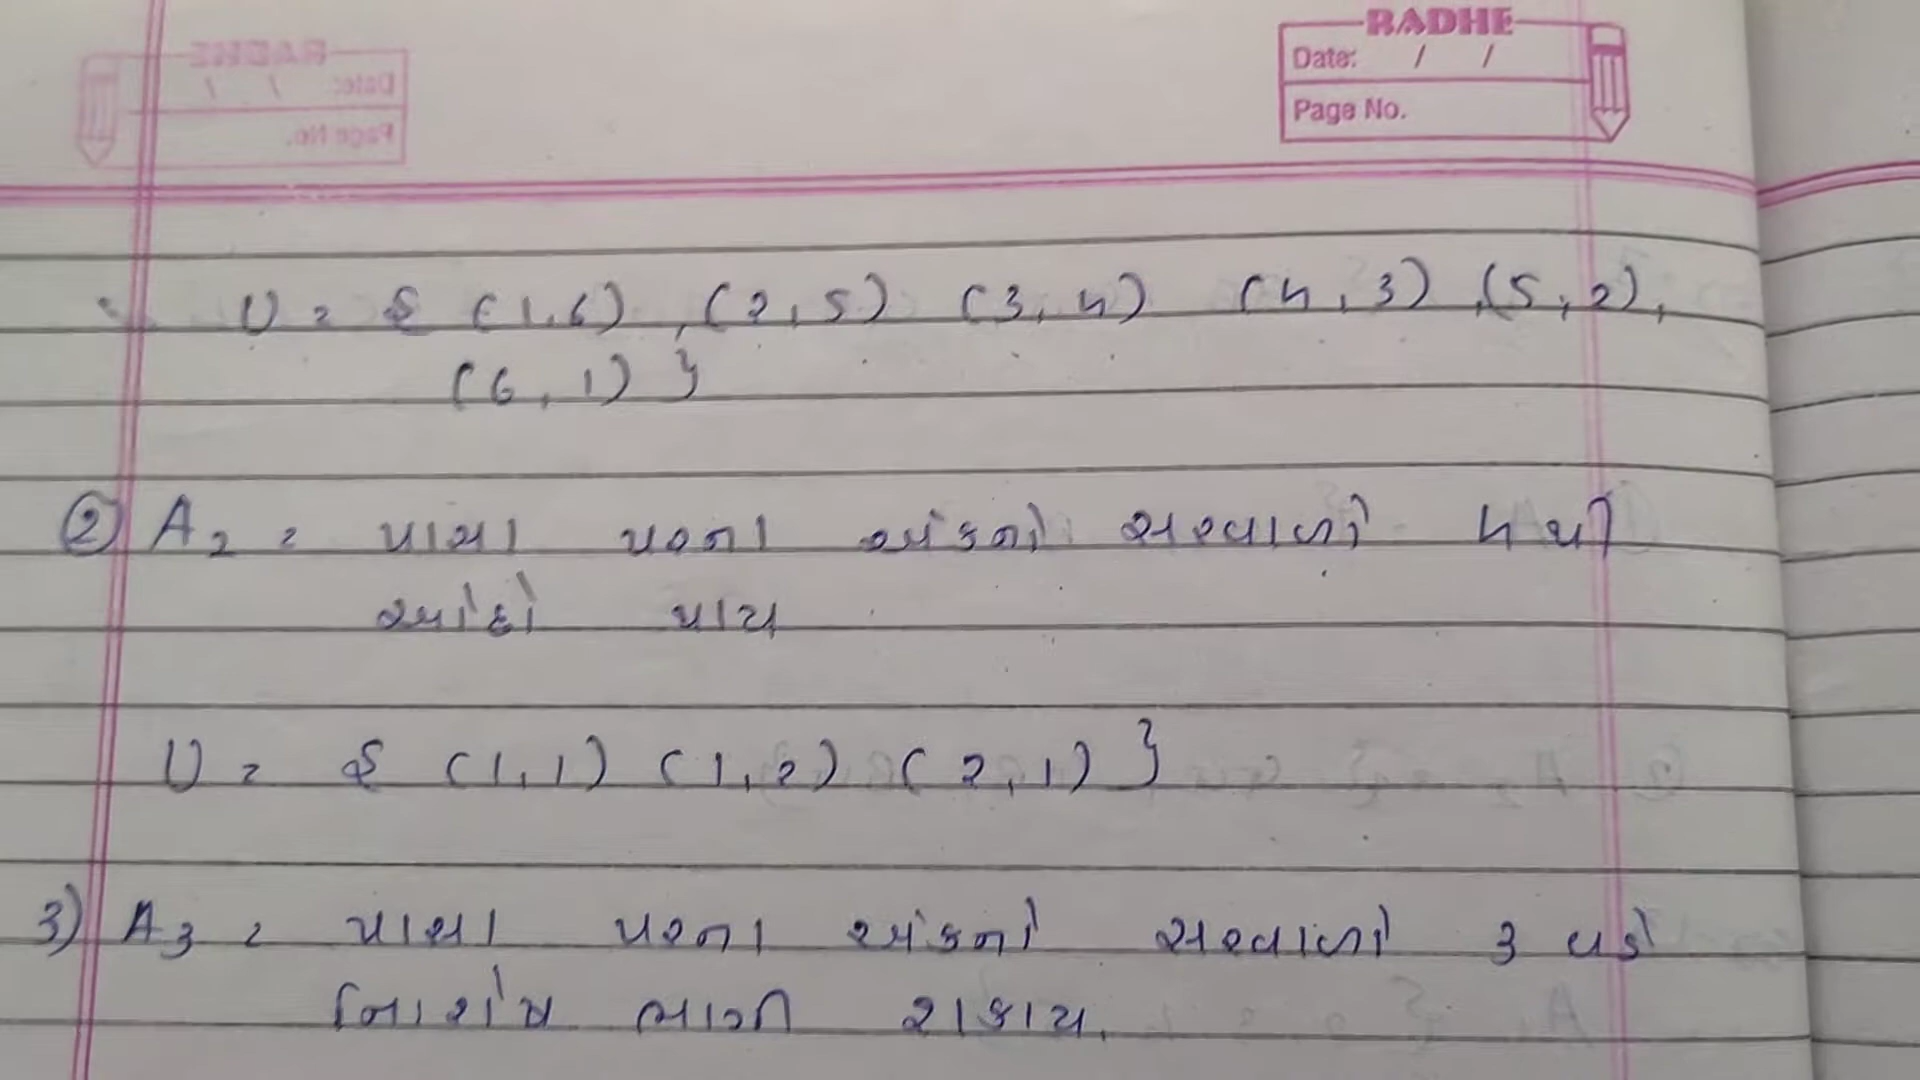 RADHE
Date: / /
Page No.
U = { (1,6), (2,5) (3,4) (4,3), (5,2),
(6,1) }
② A2 = પાસા પરના અંકનો સરવાળો 4 થી
ઓછો થાય
U = { (1,1) (1,2) (2,1) }
3) A3 = પાસા પરના અંકનો સરવાળો 3 વડે
નિઃશેષ ભાગી શકાય.